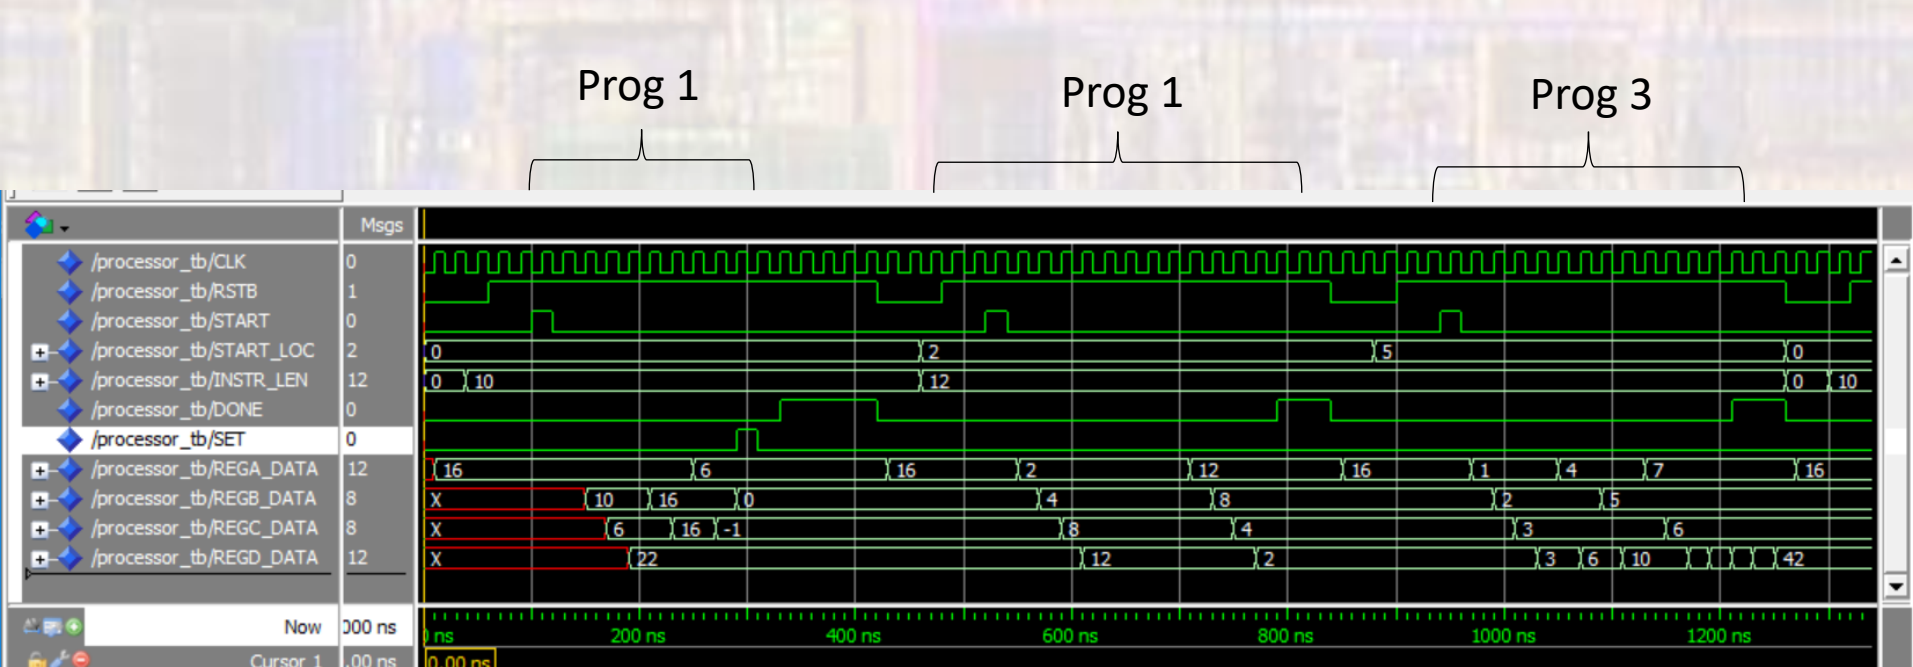 Prog 1 Prog 1 Prog 3
Msgs
/processor_tb/CLK 0
/processor_tb/RSTB 1
/processor_tb/START 0
/processor_tb/START_LOC 2 0 2 5 0
/processor_tb/INSTR_LEN 12 0 10 12 0 10
/processor_tb/DONE 0
/processor_tb/SET 0
/processor_tb/REGA_DATA 12 16 6 16 2 12 16 1 4 7 16
/processor_tb/REGB_DATA 8 X 10 16 0 4 8 2 5
/processor_tb/REGC_DATA 8 X 6 16 -1 8 4 3 6
/processor_tb/REGD_DATA 12 X 22 12 2 3 6 10 42
Now 000 ns ns 200 ns 400 ns 600 ns 800 ns 1000 ns 1200 ns
Cursor 1 .00 ns 0.00 ns